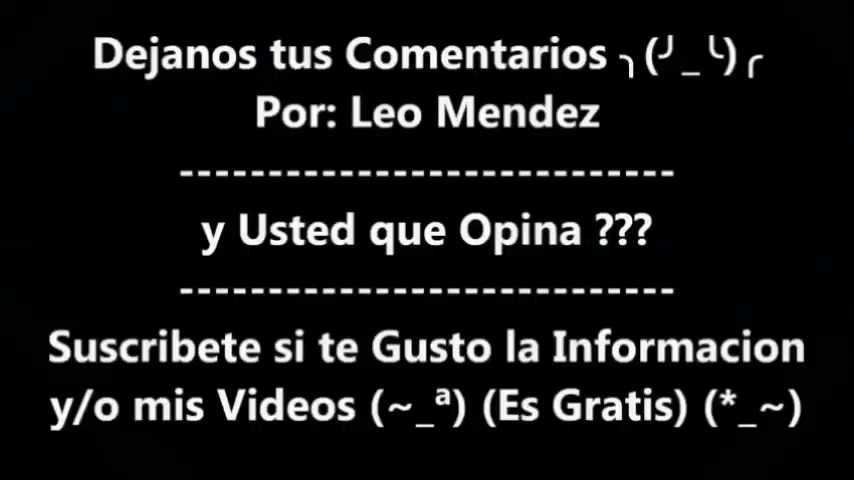 Dejanos tus Comentarios ╮(╯_╰)╭
Por: Leo Mendez
----------------------------
y Usted que Opina ???
----------------------------
Suscribete si te Gusto la Informacion
y/o mis Videos (~_ª) (Es Gratis) (*_~)